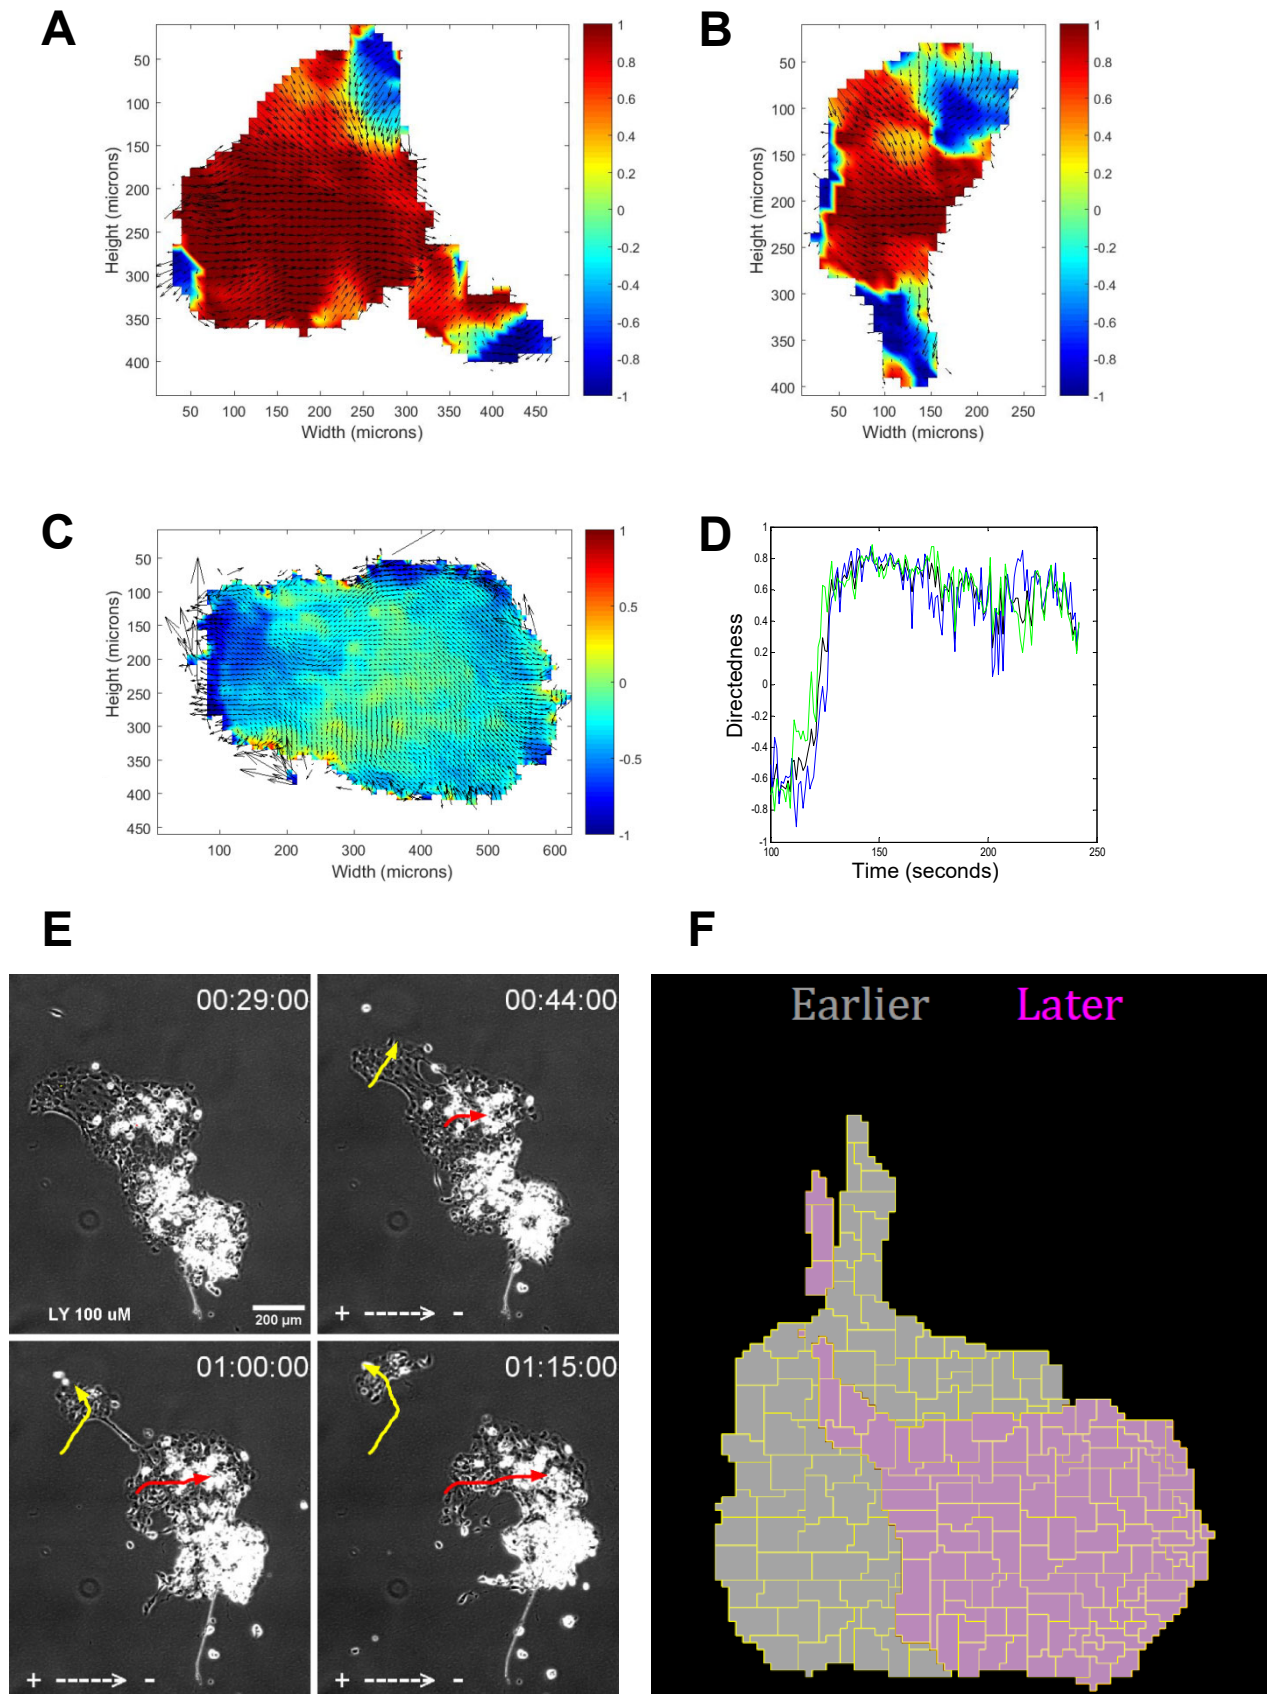 A
B
50
100
150
200
250
300
350
400
Height (microns)
50 100 150 200 250 300 350 400 450
Width (microns)
1
0.8
0.6
0.4
0.2
0
-0.2
-0.4
-0.6
-0.8
-1
50
100
150
200
250
300
350
400
Height (microns)
50 100 150 200 250
Width (microns)
1
0.8
0.6
0.4
0.2
0
-0.2
-0.4
-0.6
-0.8
-1
C
D
50
100
150
200
250
300
350
400
450
Height (microns)
100 200 300 400 500 600
Width (microns)
1
0.5
0
-0.5
-1
1
0.8
0.6
0.4
0.2
0
-0.2
-0.4
-0.6
-0.8
-1
Directedness
100 150 200 250
Time (seconds)
E
F
00:29:00
LY 100 uM
200 µm
00:44:00
+ -----> -
01:00:00
+ -----> -
01:15:00
+ -----> -
Earlier Later